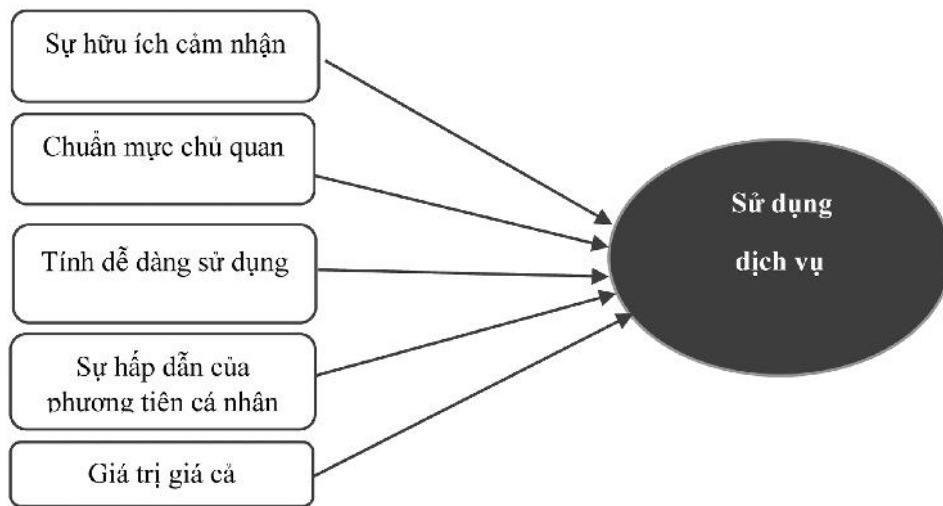 Sự hữu ích cảm nhận
Chuẩn mực chủ quan
Tính dễ dàng sử dụng
Sự hấp dẫn của
phương tiên cá nhân
Giá trị giá cả
Sử dụng
dịch vụ